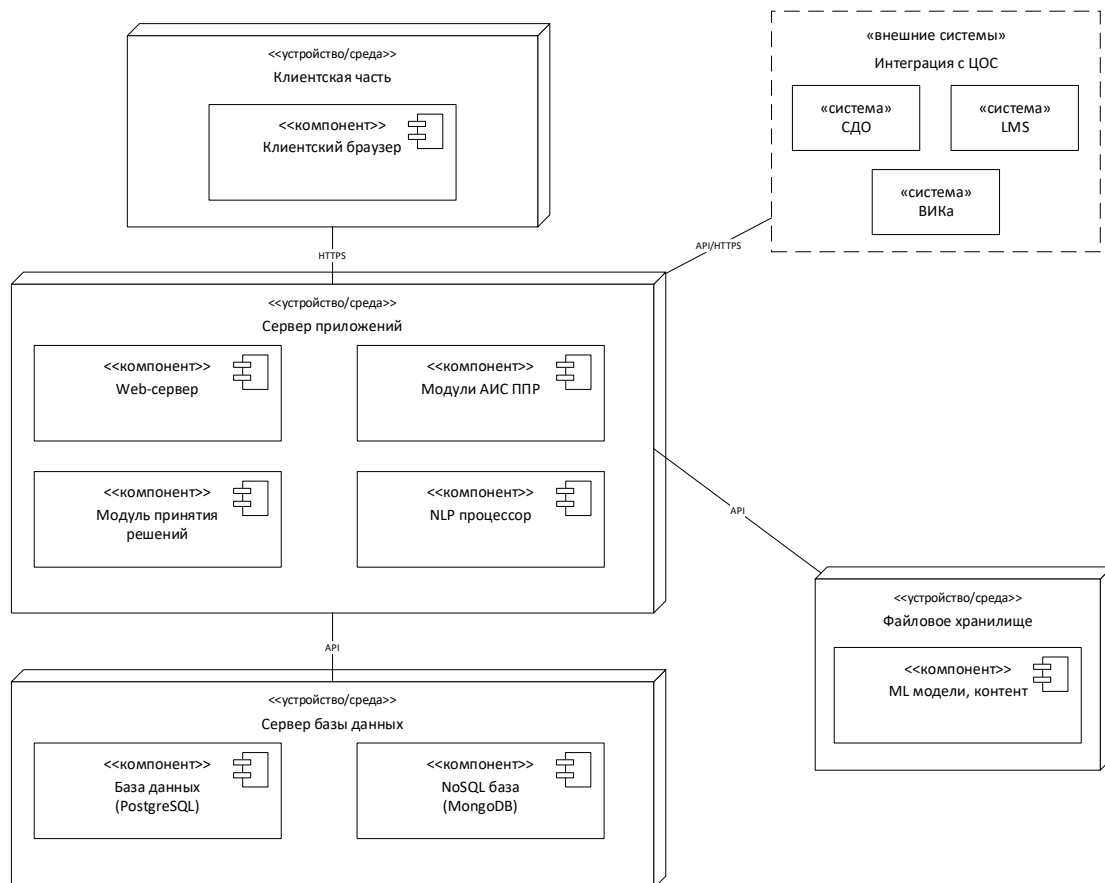 <<устройство/среда>>
Клиентская часть
<<компонент>>
Клиентский браузер
«внешние системы»
Интеграция с ЦОС
«система»
СДО
«система»
LMS
«система»
ВИКа
HTTPS
API/HTTPS
<<устройство/среда>>
Сервер приложений
<<компонент>>
Web-сервер
<<компонент>>
Модули АИС ППР
<<компонент>>
Модуль принятия
решений
<<компонент>>
NLP процессор
API
<<устройство/среда>>
Файловое хранилище
<<компонент>>
ML модели, контент
API
<<устройство/среда>>
Сервер базы данных
<<компонент>>
База данных
(PostgreSQL)
<<компонент>>
NoSQL база
(MongoDB)